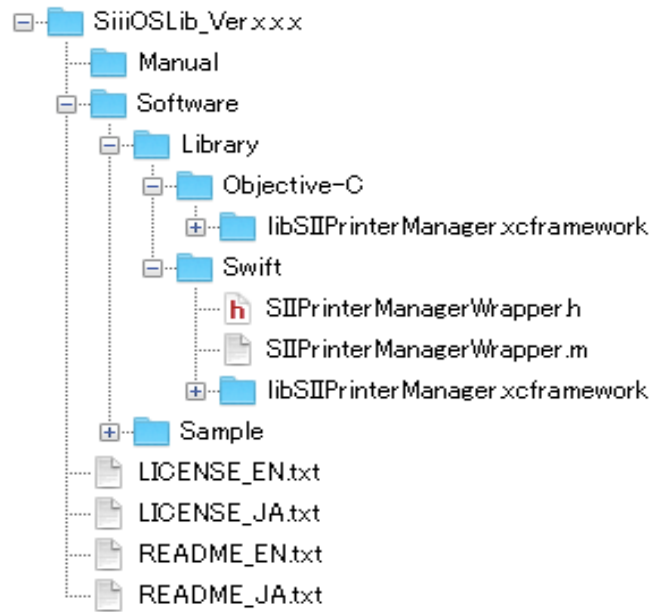 SiiiOSLib_Ver.x.x.x
Manual
Software
Library
Objective-C
libSIIPrinterManager.xcframework
Swift
h SIIPrinterManagerWrapper.h
SIIPrinterManagerWrapper.m
libSIIPrinterManager.xcframework
Sample
LICENSE_EN.txt
LICENSE_JA.txt
README_EN.txt
README_JA.txt